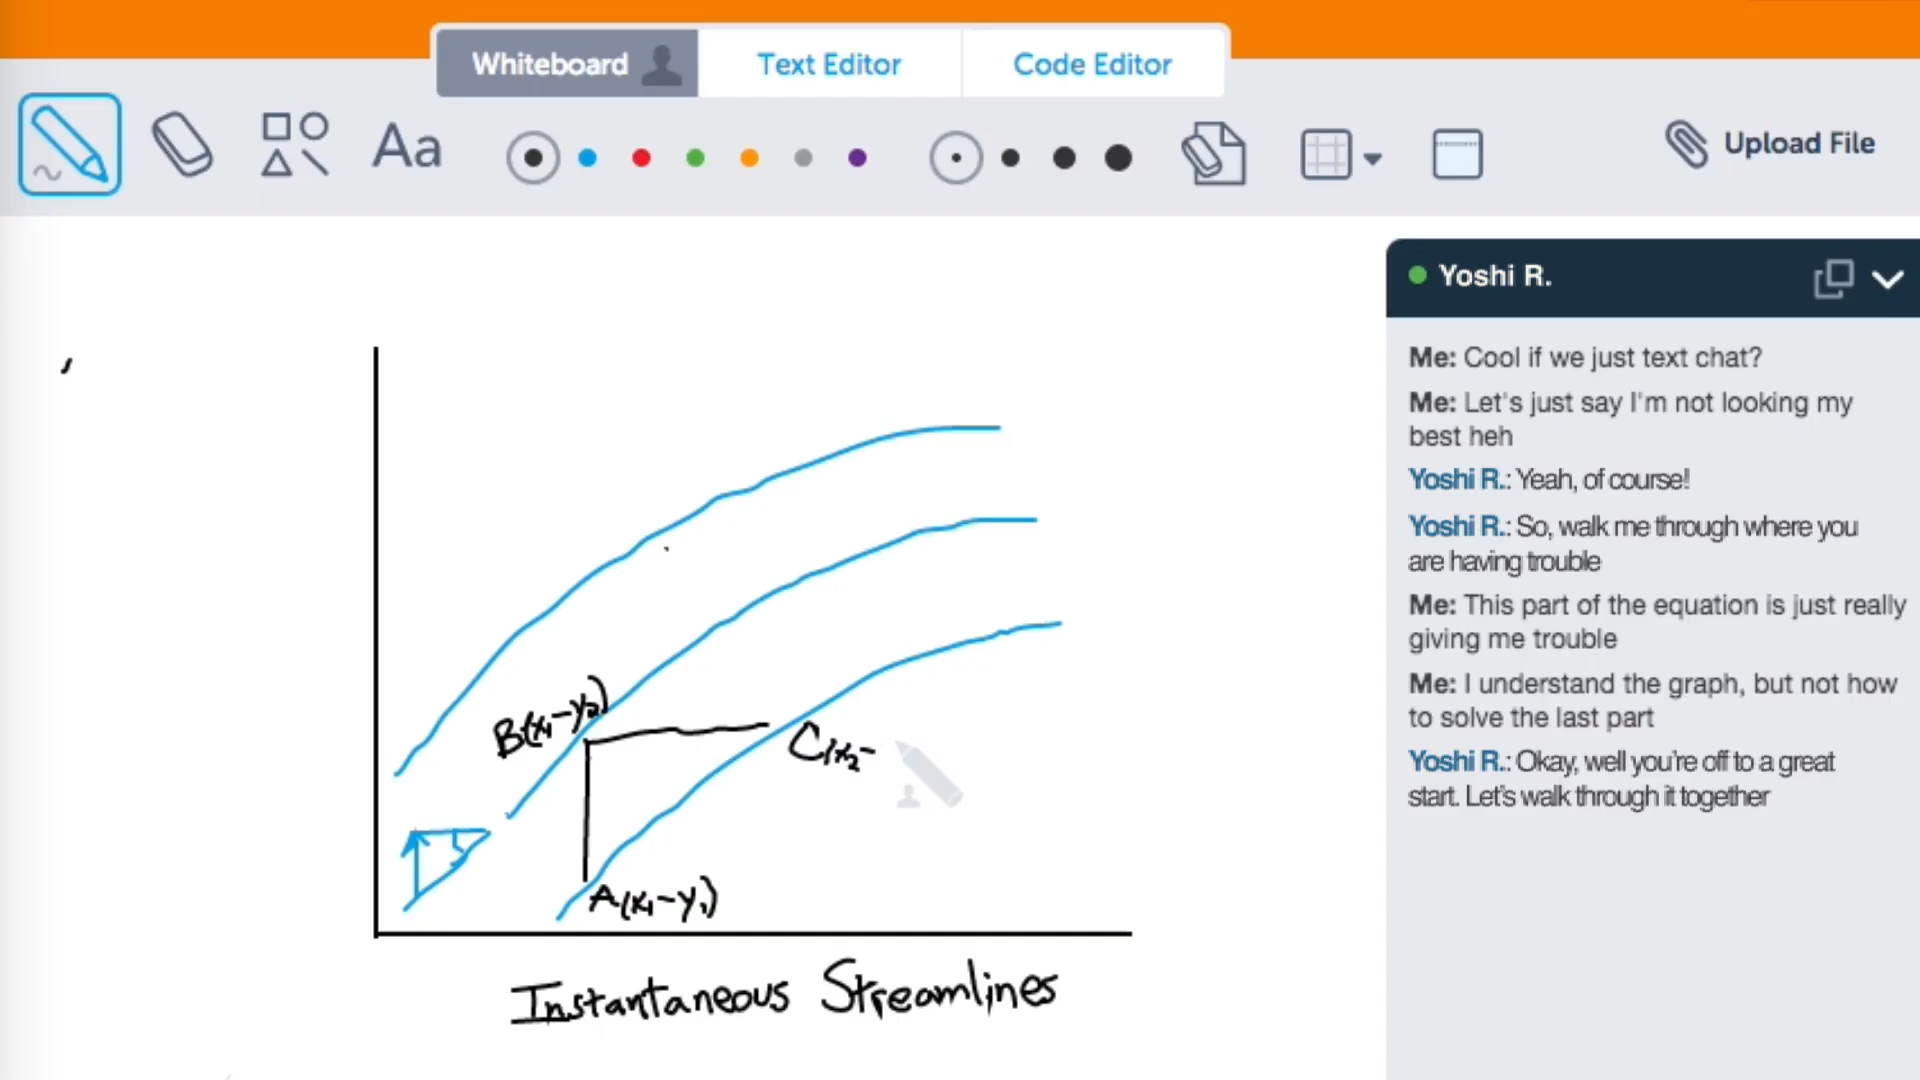 Whiteboard
Text Editor
Code Editor
Aa
Upload File
Yoshi R.
Me: Cool if we just text chat?
Me: Let's just say I'm not looking my
best heh
Yoshi R.: Yeah, of course!
Yoshi R.: So, walk me through where you
are having trouble
Me: This part of the equation is just really
giving me trouble
Me: I understand the graph, but not how
to solve the last part
Yoshi R.: Okay, well you're off to a great
start. Let's walk through it together
B(x₁-y₂)
C(x₂-
A(x₁-y₁)
Instantaneous Streamlines